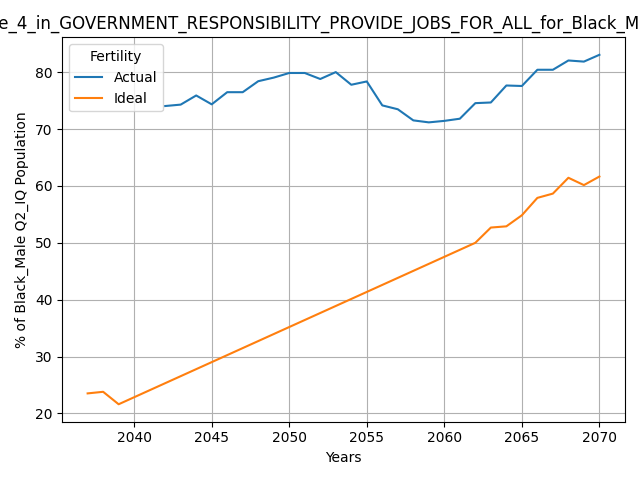 e_4_in_GOVERNMENT_RESPONSIBILITY_PROVIDE_JOBS_FOR_ALL_for_Black_M
Fertility
Actual
Ideal
% of Black_Male Q2_IQ Population
80
70
60
50
40
30
20
2040
2045
2050
2055
2060
2065
2070
Years